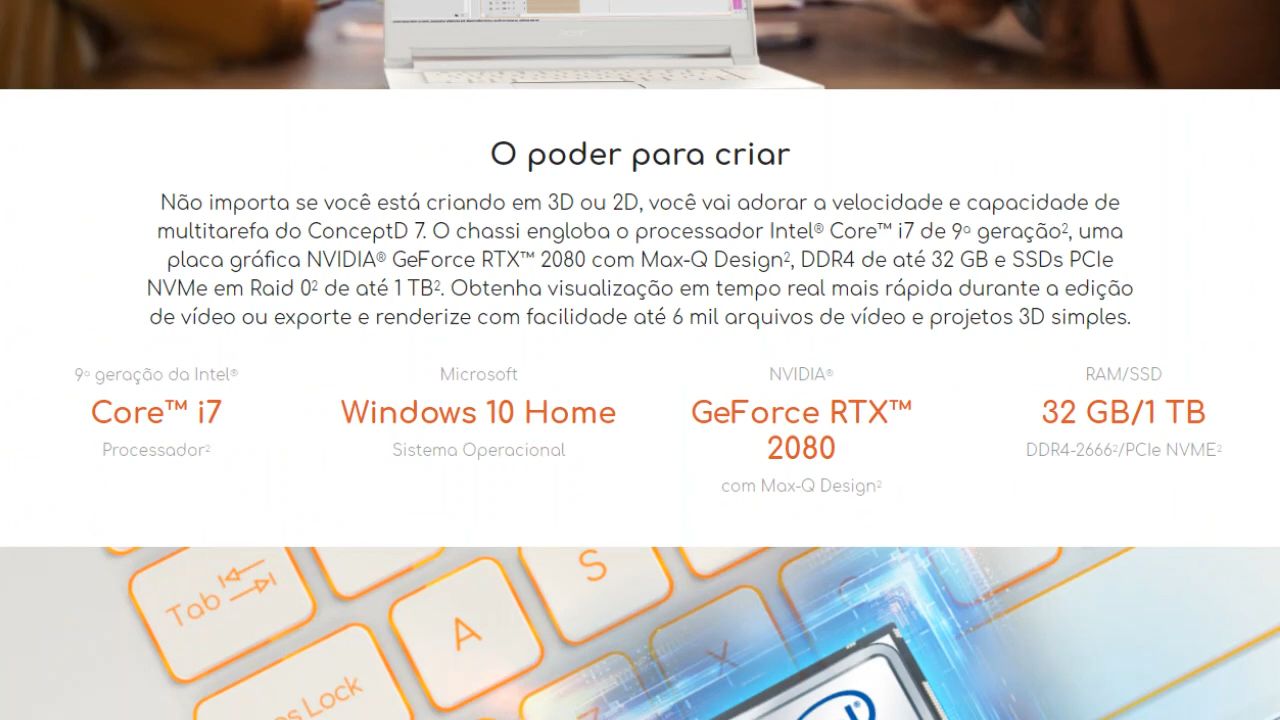 O poder para criar
Não importa se você está criando em 3D ou 2D, você vai adorar a velocidade e capacidade de
multitarefa do ConceptD 7. O chassi engloba o processador Intel® Core™ i7 de 9ª geração², uma
placa gráfica NVIDIA® GeForce RTX™ 2080 com Max-Q Design², DDR4 de até 32 GB e SSDs PCIe
NVMe em Raid 0² de até 1 TB². Obtenha visualização em tempo real mais rápida durante a edição
de vídeo ou exporte e renderize com facilidade até 6 mil arquivos de vídeo e projetos 3D simples.
9ª geração da Intel®
Core™ i7
Processador²
Microsoft
Windows 10 Home
Sistema Operacional
NVIDIA®
GeForce RTX™
2080
com Max-Q Design²
RAM/SSD
32 GB/1 TB
DDR4-2666²/PCIe NVME²
Tab
A
S
X
Lock